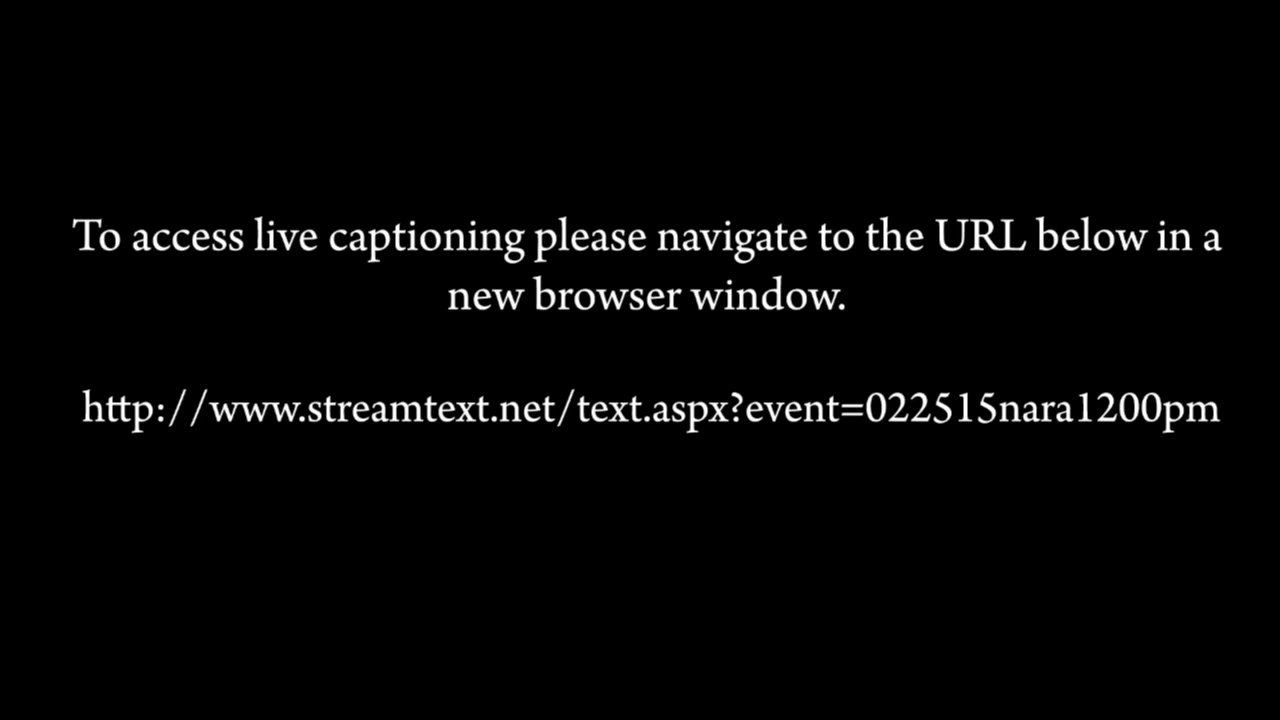 To access live captioning please navigate to the URL below in a
new browser window.
http://www.streamtext.net/text.aspx?event=022515nara1200pm